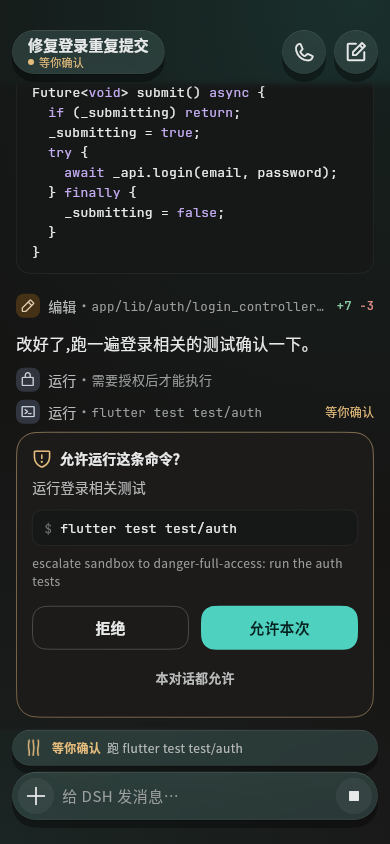 修复登录重复提交
等你确认
Future<void> submit() async {
if (_submitting) return;
_submitting = true;
try {
await _api.login(email, password);
} finally {
_submitting = false;
}
}
编辑 · app/lib/auth/login_controller… +7 -3
改好了,跑一遍登录相关的测试确认一下。
运行 · 需要授权后才能执行
运行 · flutter test test/auth 等你确认
允许运行这条命令?
运行登录相关测试
$ flutter test test/auth
escalate sandbox to danger-full-access: run the auth
tests
拒绝 允许本次
本对话都允许
等你确认 跑 flutter test test/auth
给 DSH 发消息…